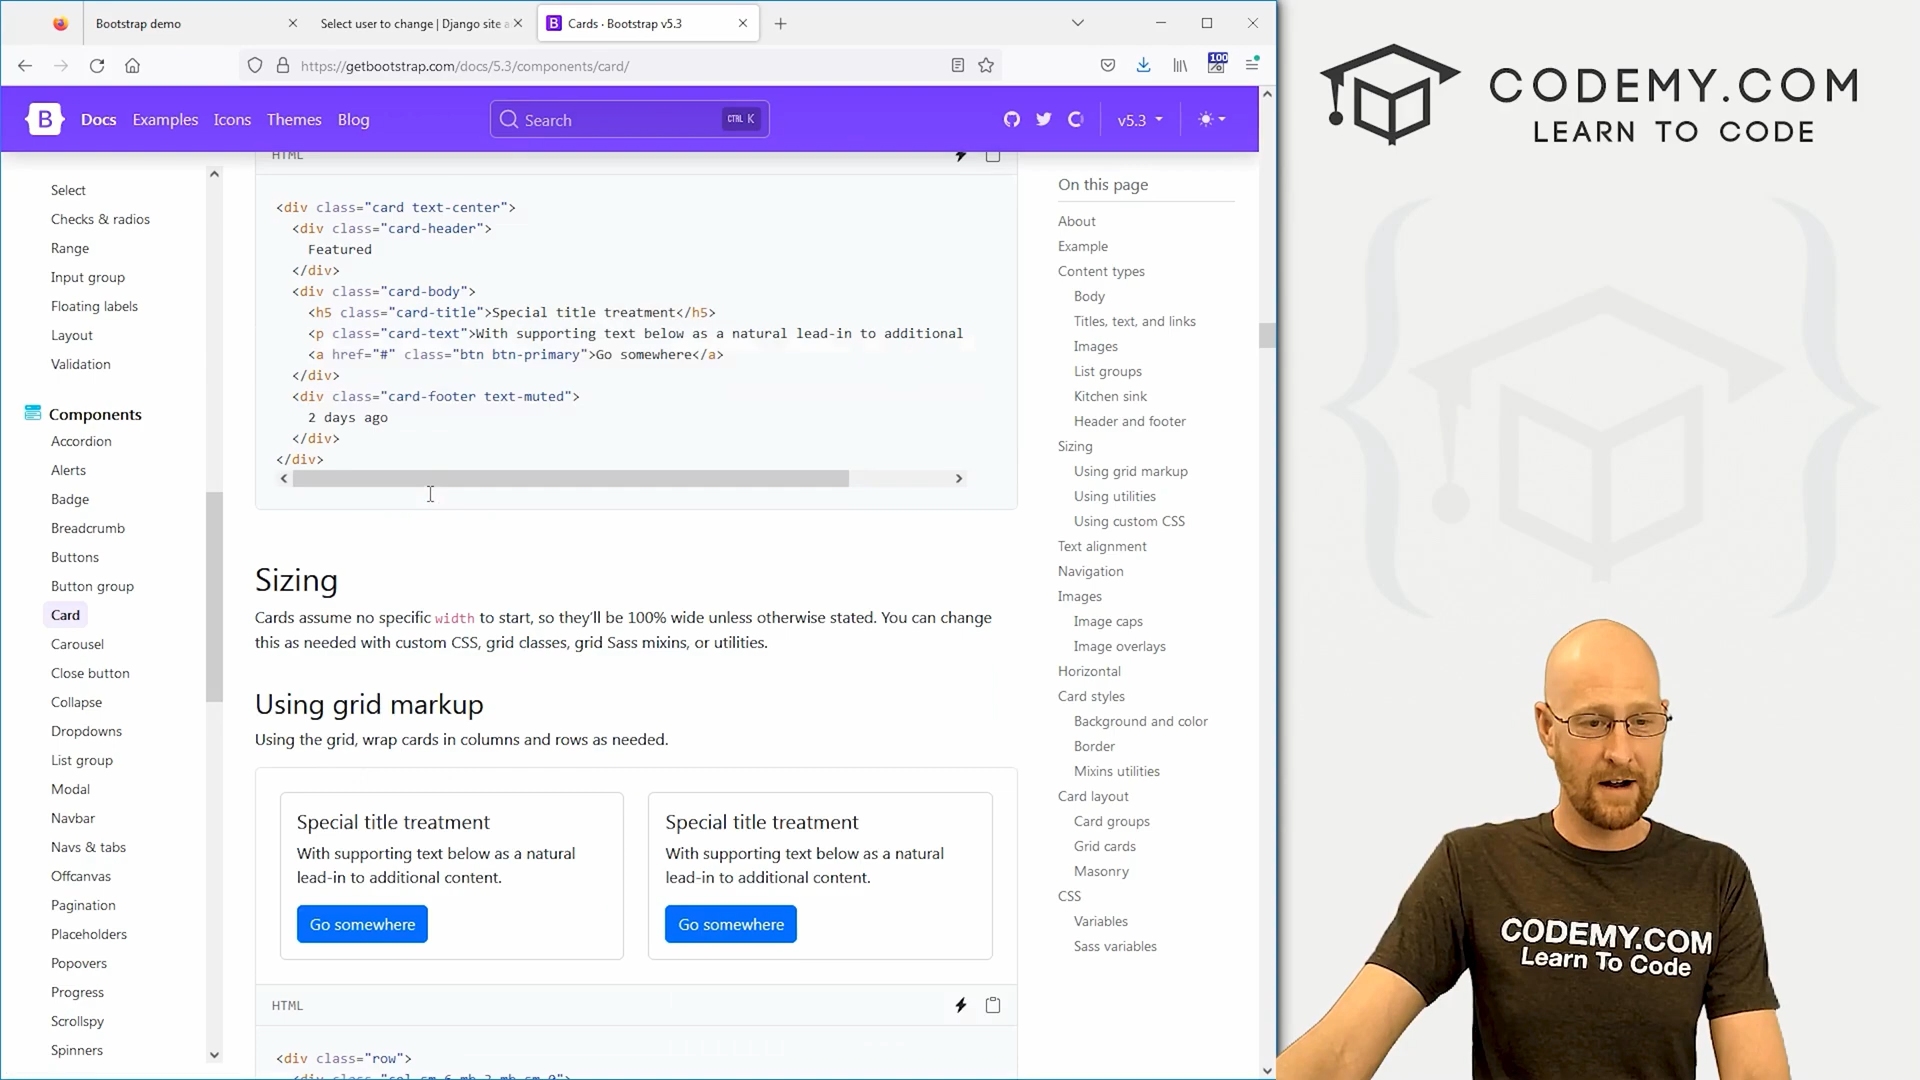 Bootstrap demo
Select user to change | Django site a
Cards · Bootstrap v5.3
https://getbootstrap.com/docs/5.3/components/card/
100
B
Docs
Examples
Icons
Themes
Blog
Search
CTRL K
v5.3
Select
Checks & radios
Range
Input group
Floating labels
Layout
Validation
Components
Accordion
Alerts
Badge
Breadcrumb
Buttons
Button group
Card
Carousel
Close button
Collapse
Dropdowns
List group
Modal
Navbar
Navs & tabs
Offcanvas
Pagination
Placeholders
Popovers
Progress
Scrollspy
Spinners
HTML
<div class="card text-center">
<div class="card-header">
Featured
</div>
<div class="card-body">
<h5 class="card-title">Special title treatment</h5>
<p class="card-text">With supporting text below as a natural lead-in to additional
<a href="#" class="btn btn-primary">Go somewhere</a>
</div>
<div class="card-footer text-muted">
2 days ago
</div>
</div>
Sizing
Cards assume no specific width to start, so they'll be 100% wide unless otherwise stated. You can change
this as needed with custom CSS, grid classes, grid Sass mixins, or utilities.
Using grid markup
Using the grid, wrap cards in columns and rows as needed.
Special title treatment
With supporting text below as a natural
lead-in to additional content.
Go somewhere
Special title treatment
With supporting text below as a natural
lead-in to additional content.
Go somewhere
HTML
<div class="row">
<div class="col-sm-6 mb-3 mb-sm-0">
On this page
About
Example
Content types
Body
Titles, text, and links
Images
List groups
Kitchen sink
Header and footer
Sizing
Using grid markup
Using utilities
Using custom CSS
Text alignment
Navigation
Images
Image caps
Image overlays
Horizontal
Card styles
Background and color
Border
Mixins utilities
Card layout
Card groups
Grid cards
Masonry
CSS
Variables
Sass variables
CODEMY.COM
LEARN TO CODE
CODEMY.COM
Learn To Code